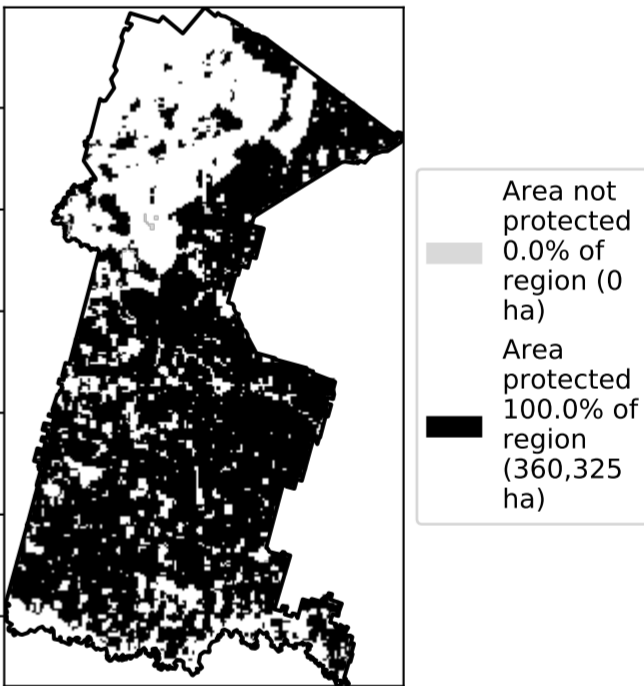 Area not
protected
0.0% of
region (0
ha)
Area
protected
100.0% of
region
(360,325
ha)